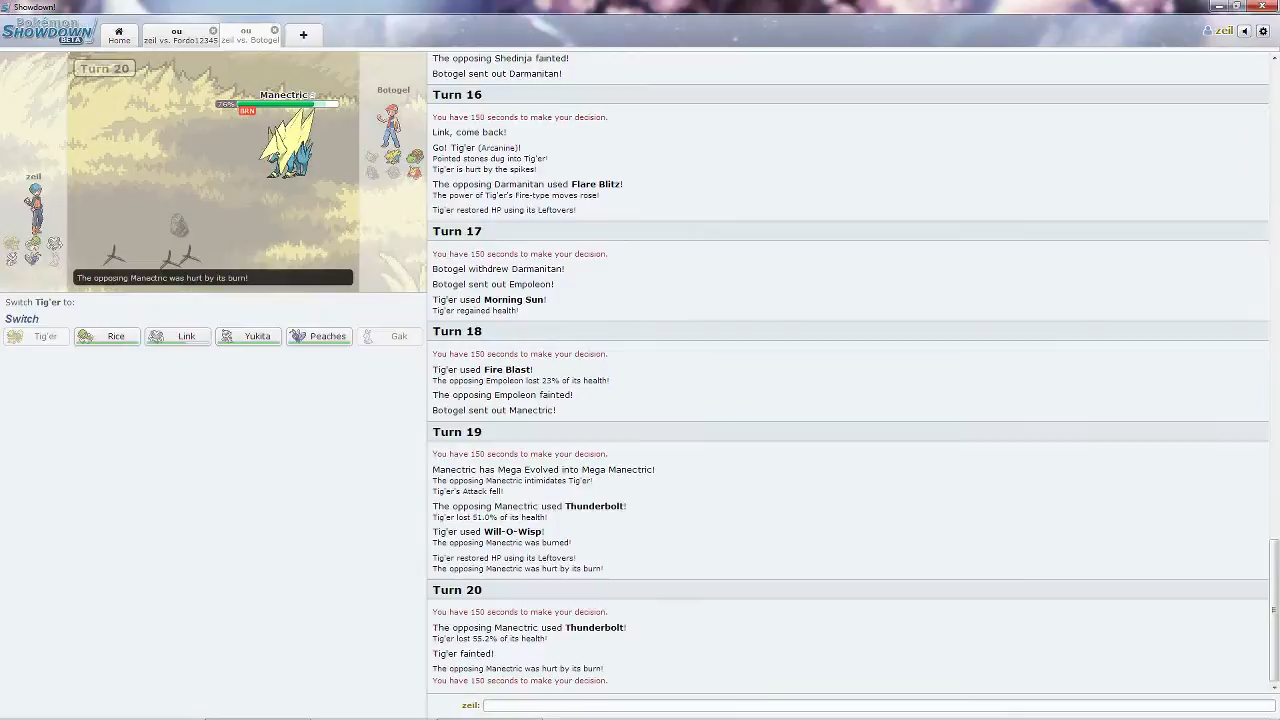 Showdown!
Pokémon
SHOWDOWN
BETA
Home
ou
zeil vs. Fordo12345
ou
zeil vs. Botogel
+
zeil
Turn 20
Manectric
76%
BRN
Botogel
zeil
The opposing Manectric was hurt by its burn!
Switch Tig'er to:
Switch
Tig'er
Rice
Link
Yukita
Peaches
Gak
The opposing Shedinja fainted!
Botogel sent out Darmanitan!
Turn 16
You have 150 seconds to make your decision.
Link, come back!
Go! Tig'er (Arcanine)!
Pointed stones dug into Tig'er!
Tig'er is hurt by the spikes!
The opposing Darmanitan used Flare Blitz!
The power of Tig'er's Fire-type moves rose!
Tig'er restored HP using its Leftovers!
Turn 17
You have 150 seconds to make your decision.
Botogel withdrew Darmanitan!
Botogel sent out Empoleon!
Tig'er used Morning Sun!
Tig'er regained health!
Turn 18
You have 150 seconds to make your decision.
Tig'er used Fire Blast!
The opposing Empoleon lost 23% of its health!
The opposing Empoleon fainted!
Botogel sent out Manectric!
Turn 19
You have 150 seconds to make your decision.
Manectric has Mega Evolved into Mega Manectric!
The opposing Manectric intimidates Tig'er!
Tig'er's Attack fell!
The opposing Manectric used Thunderbolt!
Tig'er lost 51.0% of its health!
Tig'er used Will-O-Wisp!
The opposing Manectric was burned!
Tig'er restored HP using its Leftovers!
The opposing Manectric was hurt by its burn!
Turn 20
You have 150 seconds to make your decision.
The opposing Manectric used Thunderbolt!
Tig'er lost 55.2% of its health!
Tig'er fainted!
The opposing Manectric was hurt by its burn!
You have 150 seconds to make your decision.
zeil: